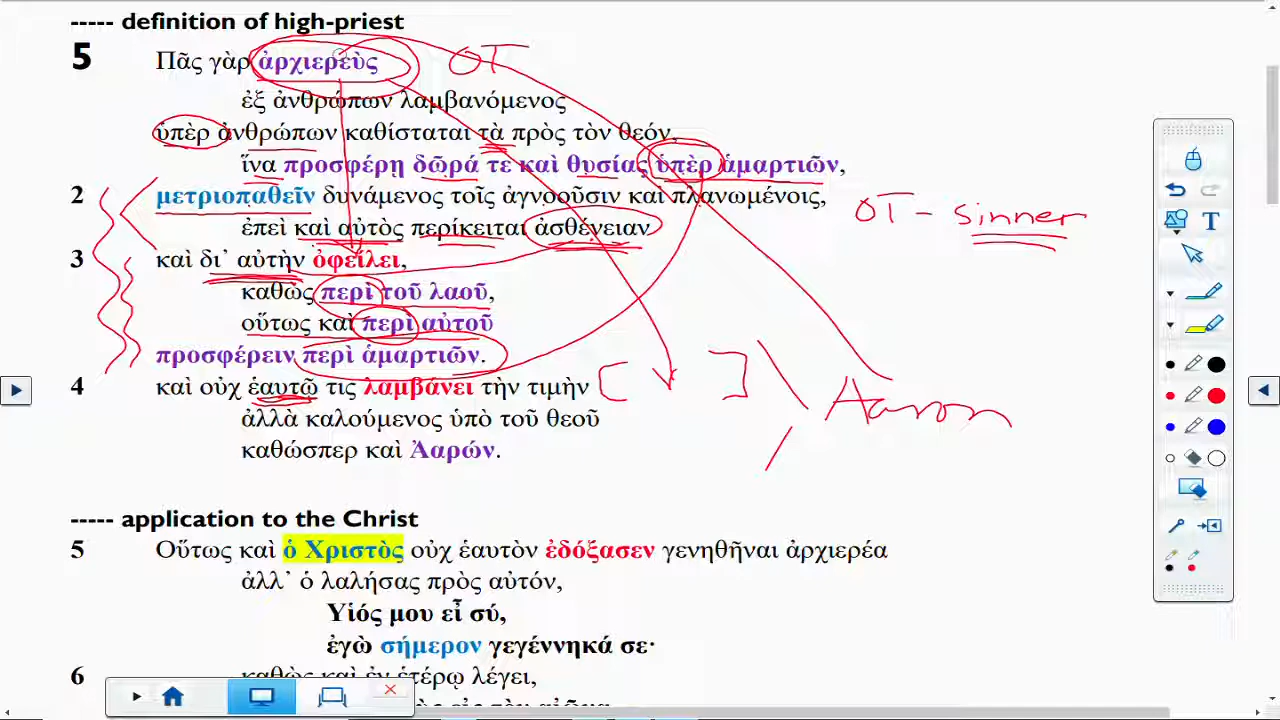 ----- definition of high-priest
5 Πᾶς γὰρ ἀρχιερεὺς OT
ἐξ ἀνθρώπων λαμβανόμενος
ὑπὲρ ἀνθρώπων καθίσταται τὰ πρὸς τὸν θεόν,
ἵνα προσφέρῃ δῶρά τε καὶ θυσίας ὑπὲρ ἁμαρτιῶν,
2 μετριοπαθεῖν δυνάμενος τοῖς ἀγνοοῦσιν καὶ πλανωμένοις,
OT - sinner
ἐπεὶ καὶ αὐτὸς περίκειται ἀσθένειαν
3 καὶ δι᾽ αὐτὴν ὀφείλει,
καθὼς περὶ τοῦ λαοῦ,
οὕτως καὶ περὶ αὐτοῦ
προσφέρειν περὶ ἁμαρτιῶν.
4 καὶ οὐχ ἑαυτῷ τις λαμβάνει τὴν τιμὴν [ ] Aaron
ἀλλὰ καλούμενος ὑπὸ τοῦ θεοῦ
καθώσπερ καὶ Ἀαρών.
----- application to the Christ
5 Οὕτως καὶ ὁ Χριστὸς οὐχ ἑαυτὸν ἐδόξασεν γενηθῆναι ἀρχιερέα
ἀλλ᾽ ὁ λαλήσας πρὸς αὐτόν,
Υἱός μου εἶ σύ,
ἐγὼ σήμερον γεγέννηκά σε·
6 καθὼς καὶ ἐν ἑτέρῳ λέγει,
T